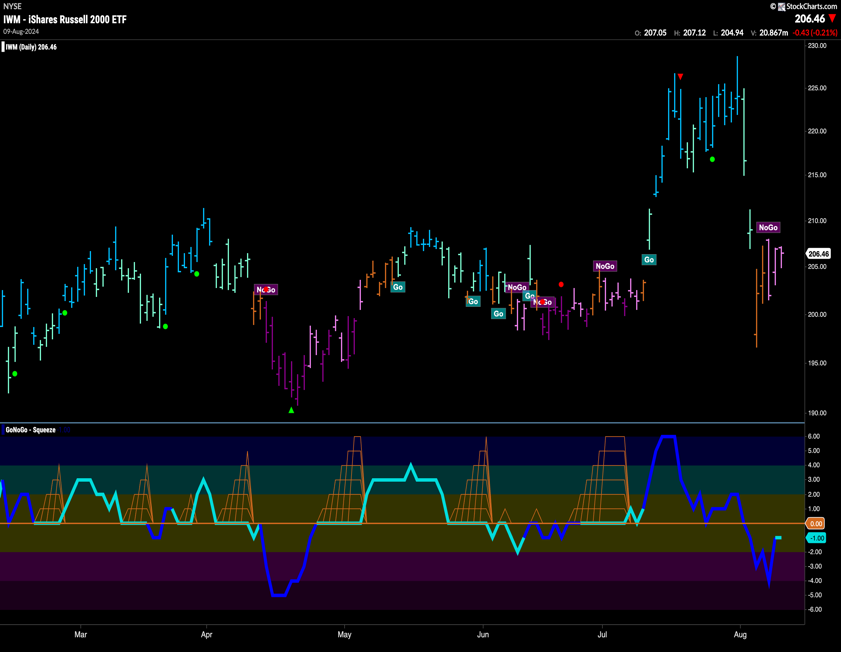 NYSE
© StockCharts.com
IWM - iShares Russell 2000 ETF
206.46
09-Aug-2024
O: 207.05 H: 207.12 L: 204.94 V: 20.867m -0.43 (-0.21%)
IWM (Daily) 206.46
230.00
225.00
220.00
215.00
210.00
NoGo
206.46
Go
NoGo
205.00
NoGo
Go
NoGo
Go
Go
NoGo
Go
200.00
195.00
190.00
GoNoGo - Squeeze
6.00
5.00
4.00
3.00
2.00
1.00
0.00
-1.00
-2.00
-3.00
-4.00
-5.00
-6.00
Mar Apr May Jun Jul Aug